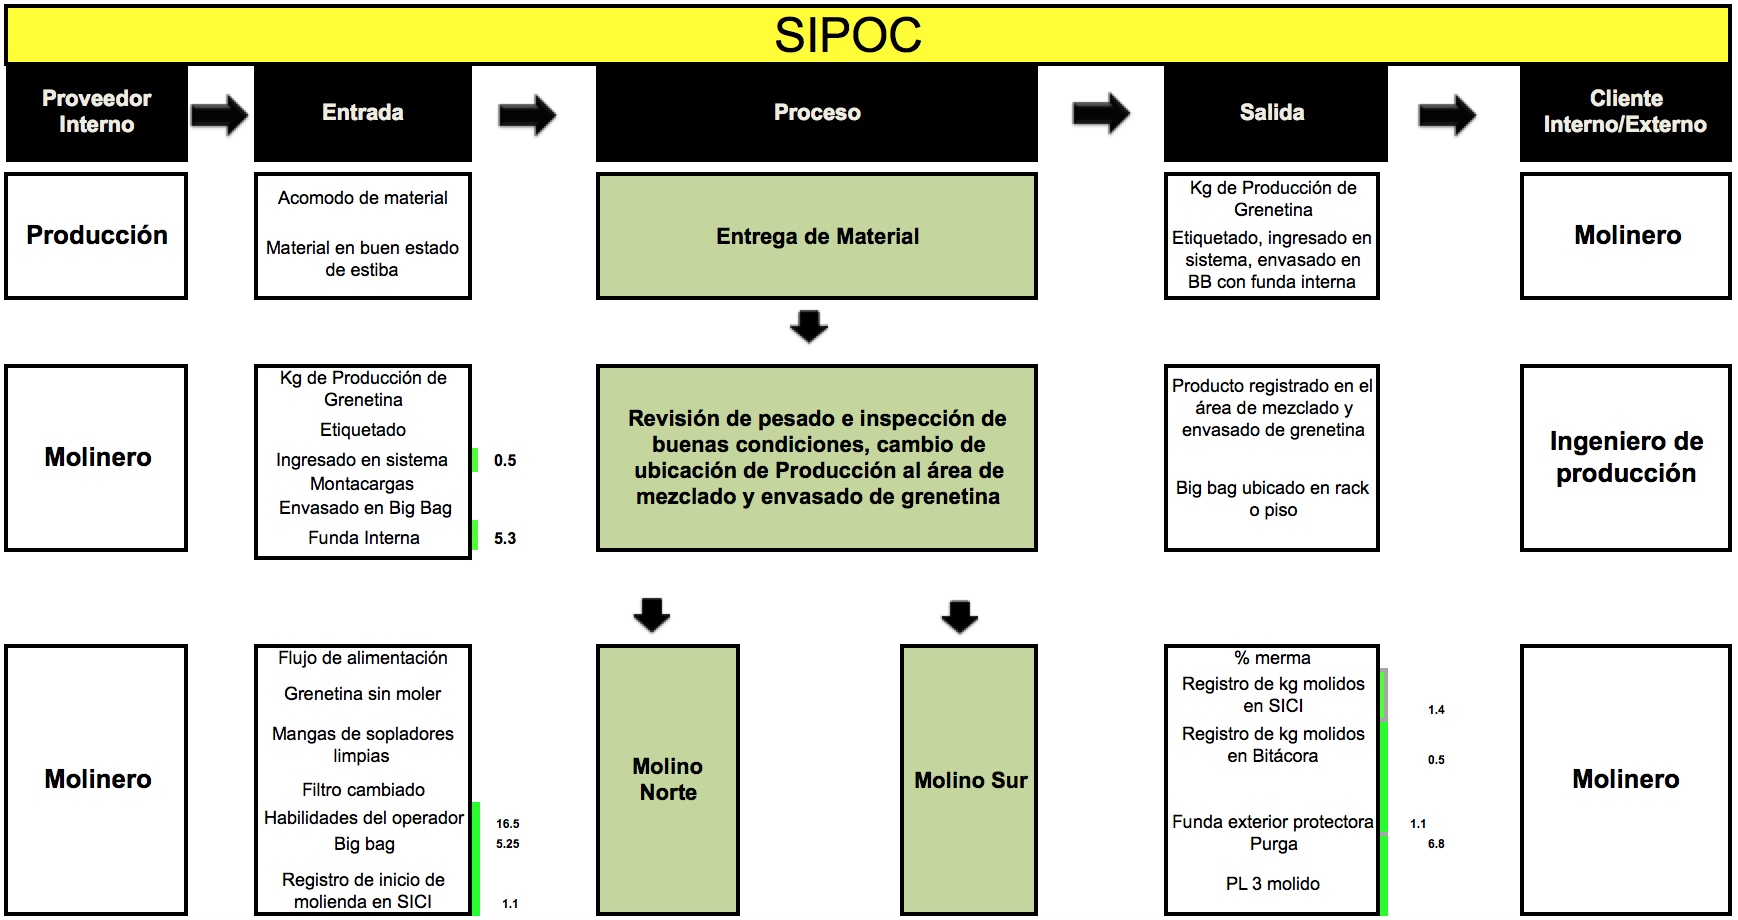 SIPOC
Proveedor
Interno
Entrada
Proceso
Salida
Cliente
Interno/Externo
Producción
Acomodo de material
Material en buen estado
de estiba
Entrega de Material
Kg de Producción de
Grenetina
Etiquetado, ingresado en
sistema, envasado en
BB con funda interna
Molinero
Molinero
Kg de Producción de
Grenetina
Etiquetado
Ingresado en sistema
0.5
Montacargas
Envasado en Big Bag
Funda Interna
5.3
Revisión de pesado e inspección de
buenas condiciones, cambio de
ubicación de Producción al área de
mezclado y envasado de grenetina
Producto registrado en el
área de mezclado y
envasado de grenetina
Big bag ubicado en rack
o piso
Ingeniero de
producción
Molinero
Flujo de alimentación
Grenetina sin moler
Mangas de sopladores
limpias
Filtro cambiado
Habilidades del operador
16.5
Big bag
5.25
Registro de inicio de
molienda en SICI
1.1
Molino
Norte
Molino Sur
% merma
Registro de kg molidos
en SICI
1.4
Registro de kg molidos
en Bitácora
0.5
Funda exterior protectora
1.1
Purga
6.8
PL 3 molido
Molinero